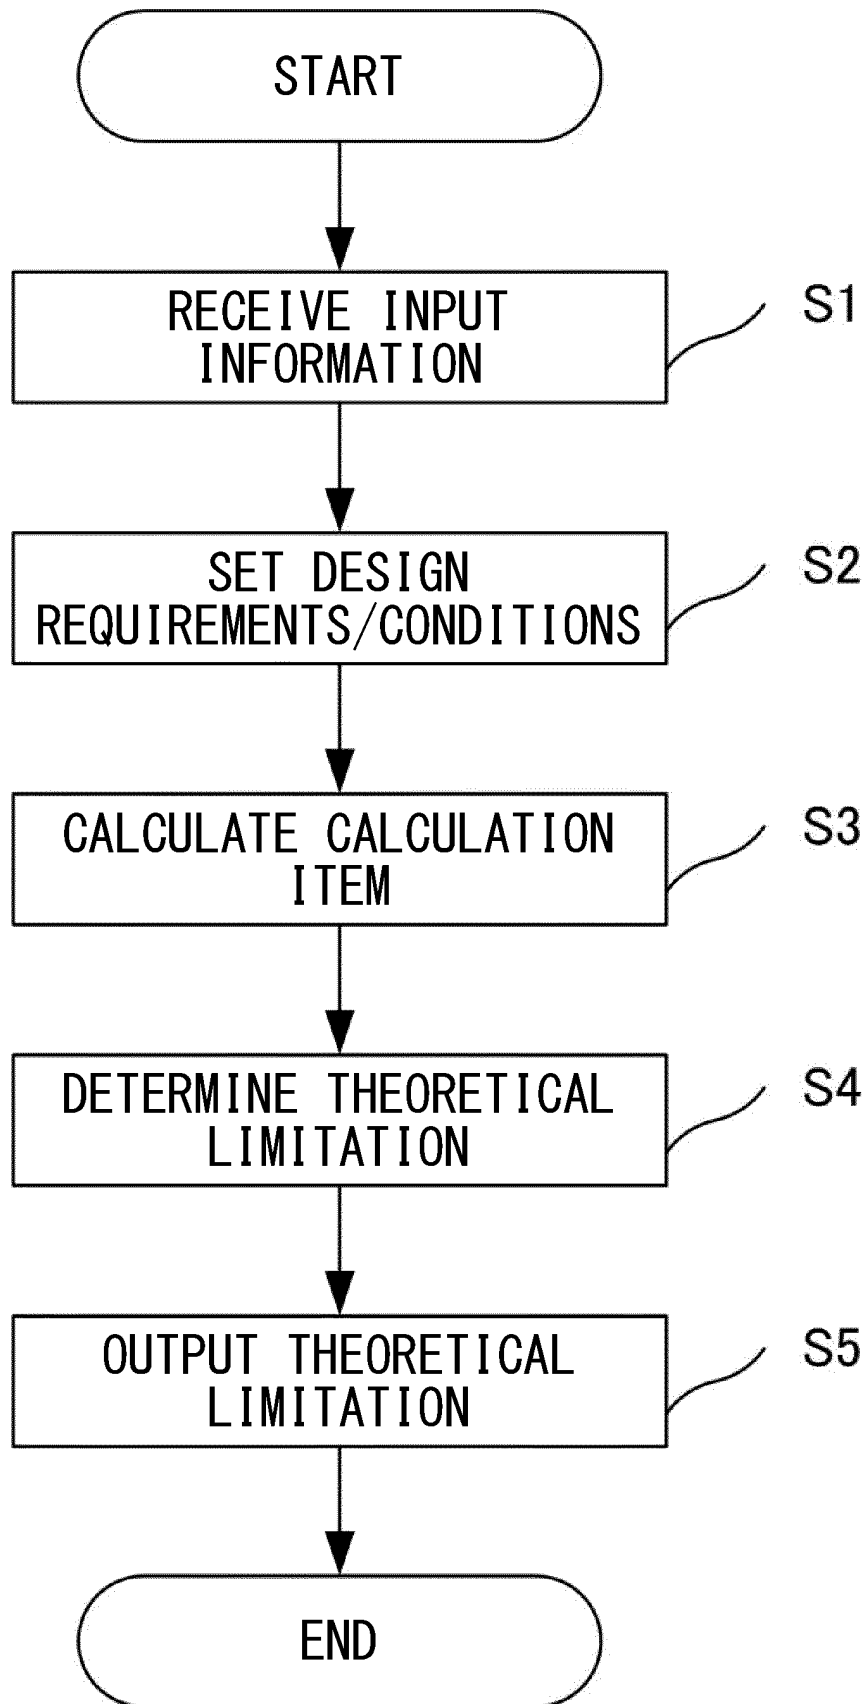 START
RECEIVE INPUT
INFORMATION
S1
SET DESIGN
REQUIREMENTS/CONDITIONS
S2
CALCULATE CALCULATION
ITEM
S3
DETERMINE THEORETICAL
LIMITATION
S4
OUTPUT THEORETICAL
LIMITATION
S5
END